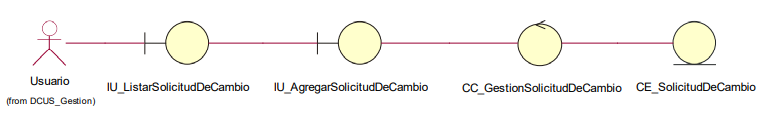 Usuario
(from DCUS_Gestion)
IU_ListarSolicitudDeCambio
IU_AgregarSolicitudDeCambio
CC_GestionSolicitudDeCambio
CE_SolicitudDeCambio